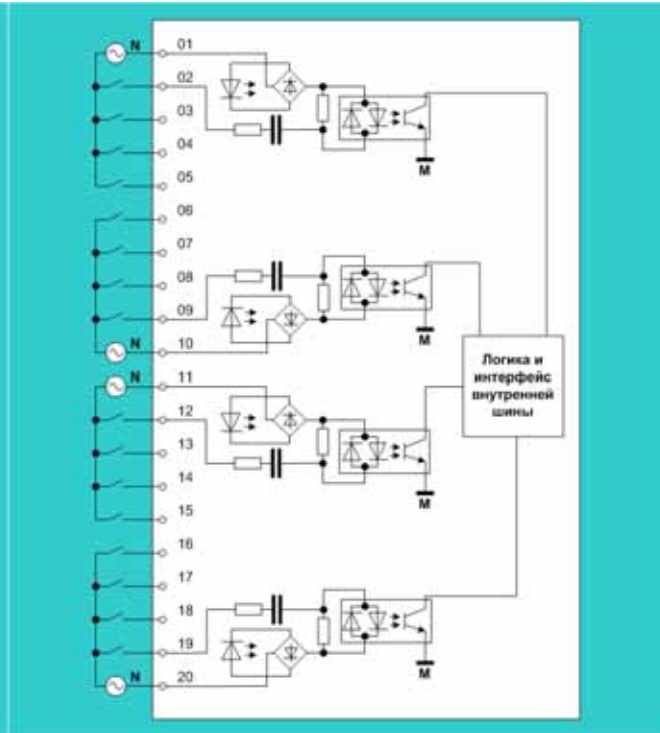 N 01
02
03
04
05
M
06
07
08
09
N 10
M
N 11
12
13
14
15
M
Логика и
интерфейс
внутренней
шины
16
17
18
19
N 20
M